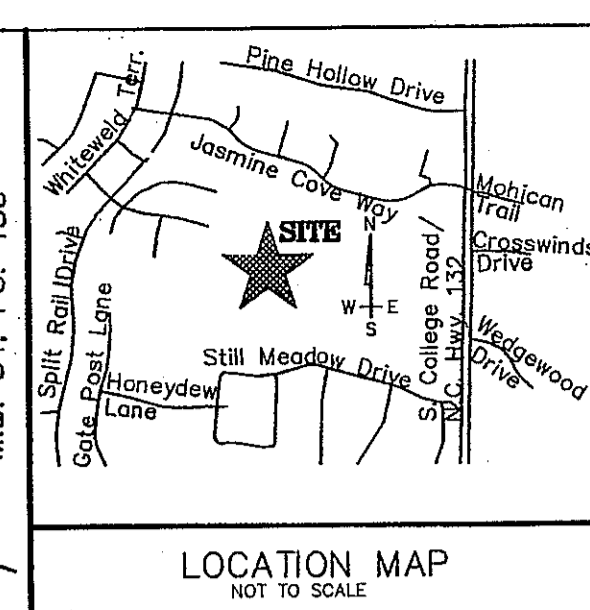 Pine Hollow Drive
Whiteweld Terr.
Jasmine Cove Way
Mohican
Trail
SITE
N
W E
S
Crosswinds
Drive
S. College Road/
N.C. Hwy 132
Split Rail Drive
Gate Post Lane
Honeydew
Lane
Still Meadow Drive
Wedgewood
Drive
LOCATION MAP
NOT TO SCALE